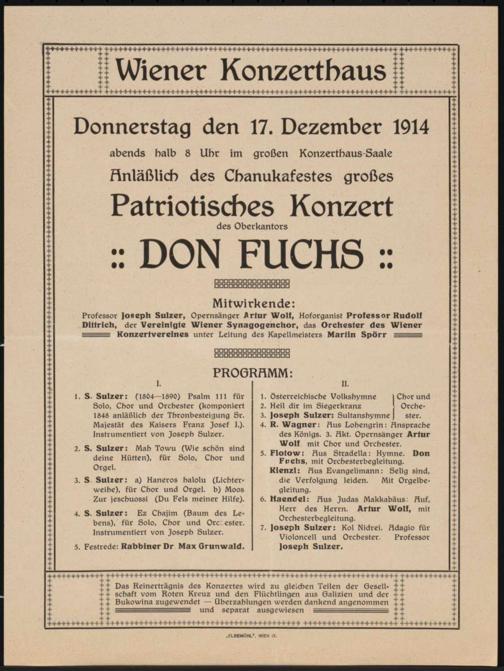 Wiener Konzerthaus
Donnerstag den 17. Dezember 1914
abends halb 8 Uhr im großen Konzerthaus-Saale
Anläßlich des Chanukafestes großes
Patriotisches Konzert
des Oberkantors
:: DON FUCHS ::
Mitwirkende:
Professor Joseph Sulzer, Opernsänger Artur Wolf, Hoforganist Professor Rudolf
Dittrich, der Vereinigte Wiener Synagogenchor, das Orchester des Wiener
Konzertvereines unter Leitung des Kapellmeisters Martin Spörr
PROGRAMM:
I.
1. S. Sulzer: (1804—1890) Psalm 111 für
Solo, Chor und Orchester (komponiert
1848 anläßlich der Thronbesteigung Sr.
Majestät des Kaisers Franz Josef I.).
Instrumentiert von Joseph Sulzer.
2. S. Sulzer: Mah Towu (Wie schön sind
deine Hütten), für Solo, Chor und
Orgel.
3. S. Sulzer: a) Haneros halolu (Lichter-
weihe), für Chor und Orgel. b) Moos
Zur jeschuossi (Du Fels meiner Hilfe).
4. S. Sulzer: Ez Chajim (Baum des Le-
bens), für Solo, Chor und Orchester.
Instrumentiert von Joseph Sulzer.
5. Festrede: Rabbiner Dr Max Grunwald.
II.
1. Österreichische Volkshymne
2. Heil dir im Siegerkranz
3. Joseph Sulzer: Sultanshymne
Chor und
Orche-
ster.
4. R. Wagner: Aus Lohengrin: Ansprache
des Königs. 3. Akt. Opernsänger Artur
Wolf mit Chor und Orchester.
5. Flotow: Aus Stradella: Hymne. Don
Fuchs, mit Orchesterbegleitung.
Kienzl: Aus Evangelimann: Selig sind,
die Verfolgung leiden. Mit Orgelbe-
gleitung.
6. Haendel: Aus Judas Makkabäus: Auf,
Herr des Herrn. Artur Wolf, mit
Orchesterbegleitung.
7. Joseph Sulzer: Kol Nidrei. Adagio für
Violoncell und Orchester. Professor
Joseph Sulzer.
Das Reinerträgnis des Konzertes wird zu gleichen Teilen der Gesell-
schaft vom Roten Kreuz und den Flüchtlingen aus Galizien und der
Bukowina zugewendet — Überzahlungen werden dankend angenommen
und separat ausgewiesen
„ELBEMÜHL", WIEN IX.